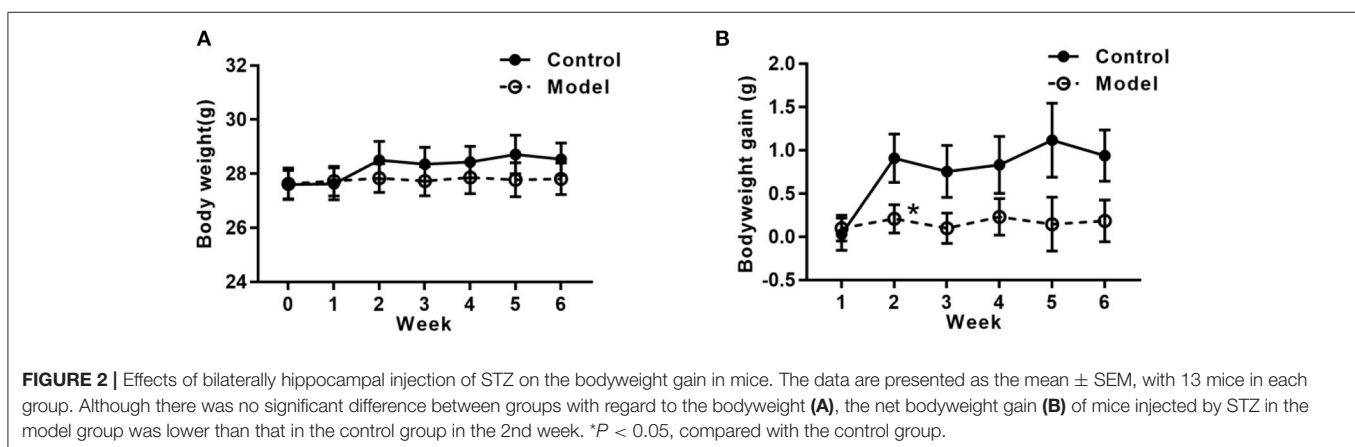 A
Control
Model
32
30
28
26
24
Body weight(g)
0 1 2 3 4 5 6
Week
B
Control
Model
2.0
1.5
1.0
0.5
0.0
-0.5
Bodyweight gain (g)
*
1 2 3 4 5 6
Week
FIGURE 2 | Effects of bilaterally hippocampal injection of STZ on the bodyweight gain in mice. The data are presented as the mean ± SEM, with 13 mice in each
group. Although there was no significant difference between groups with regard to the bodyweight (A), the net bodyweight gain (B) of mice injected by STZ in the
model group was lower than that in the control group in the 2nd week. *P < 0.05, compared with the control group.